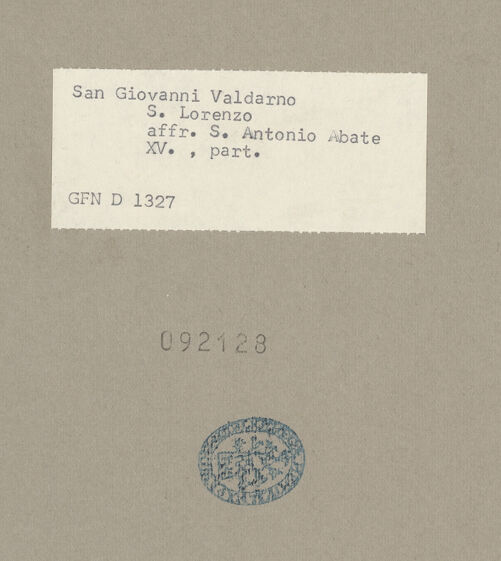 San Giovanni Valdarno
S. Lorenzo
affr. S. Antonio Abate
XV. , part.
GFN D 1327
092128